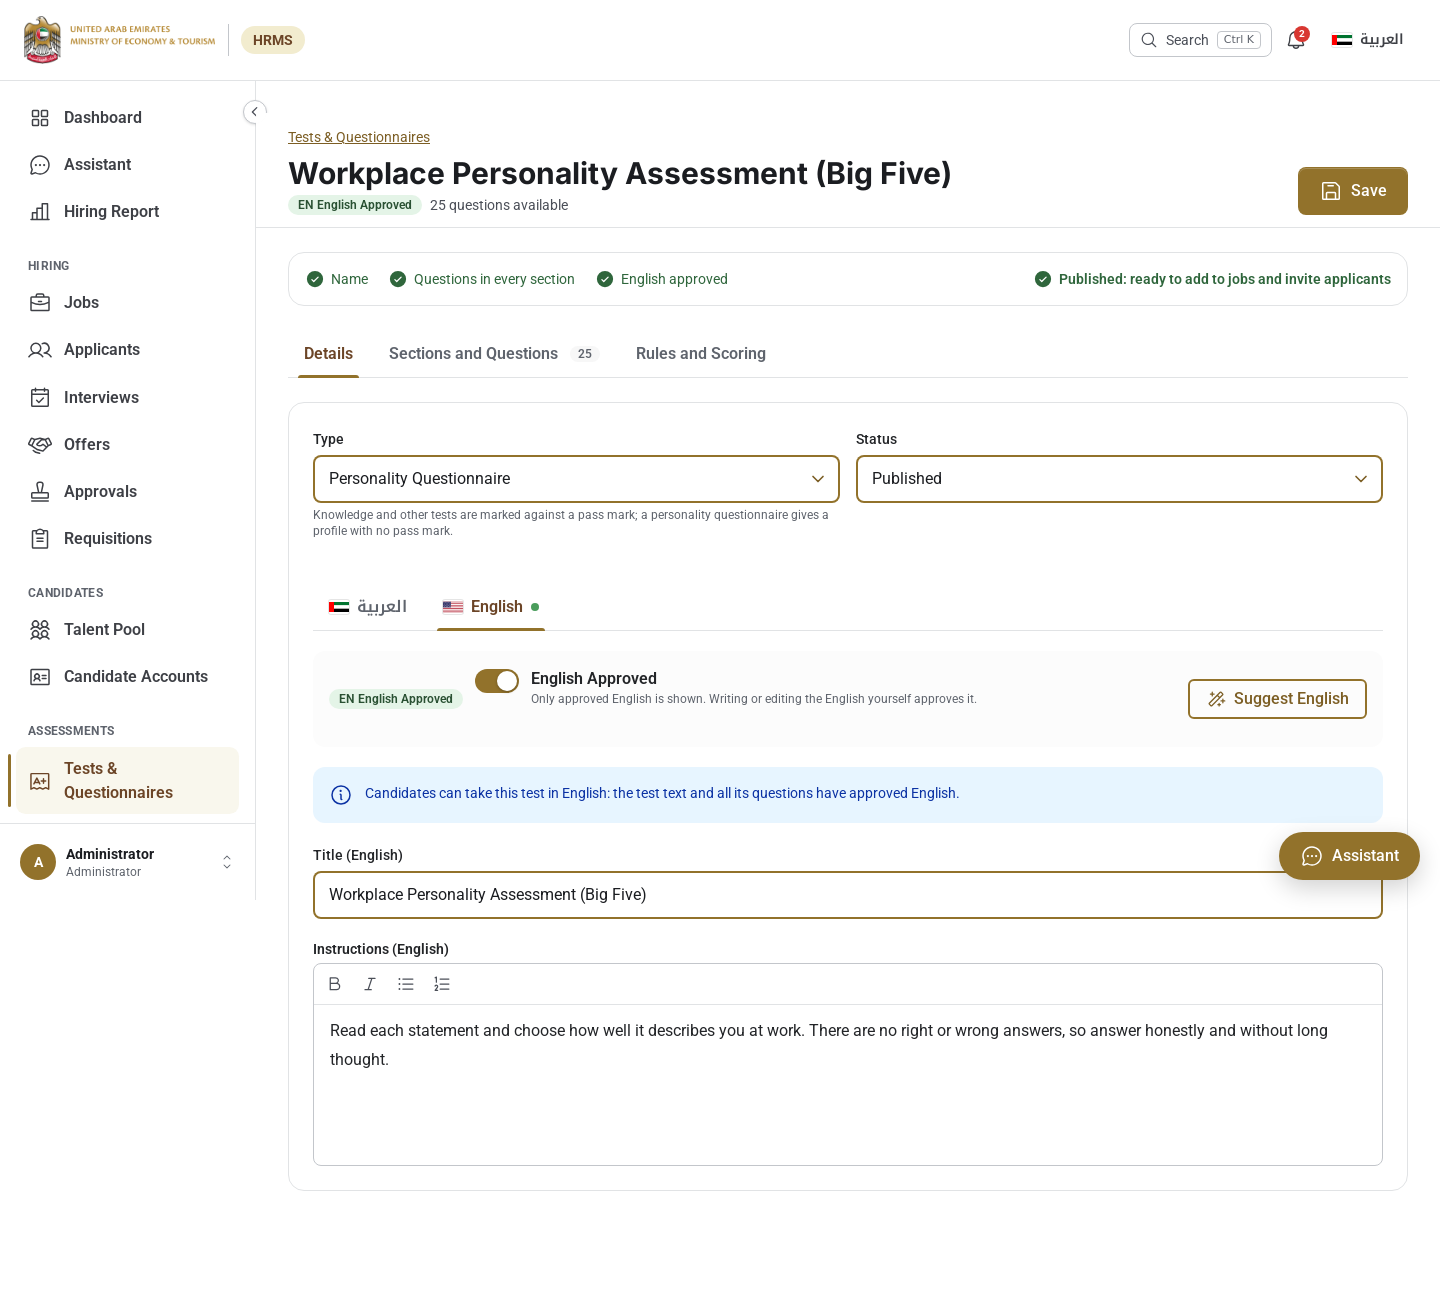 UNITED ARAB EMIRATES
MINISTRY OF ECONOMY & TOURISM
HRMS
Search
Ctrl K
2
العربية
Dashboard
Assistant
Hiring Report
HIRING
Jobs
Applicants
Interviews
Offers
Approvals
Requisitions
CANDIDATES
Talent Pool
Candidate Accounts
ASSESSMENTS
Tests &
Questionnaires
A
Administrator
Administrator
Tests & Questionnaires
Workplace Personality Assessment (Big Five)
EN English Approved
25 questions available
Save
Name
Questions in every section
English approved
Published: ready to add to jobs and invite applicants
Details
Sections and Questions 25
Rules and Scoring
Type
Personality Questionnaire
Knowledge and other tests are marked against a pass mark; a personality questionnaire gives a
profile with no pass mark.
Status
Published
العربية
English
EN English Approved
English Approved
Only approved English is shown. Writing or editing the English yourself approves it.
Suggest English
Candidates can take this test in English: the test text and all its questions have approved English.
Assistant
Title (English)
Workplace Personality Assessment (Big Five)
Instructions (English)
Read each statement and choose how well it describes you at work. There are no right or wrong answers, so answer honestly and without long
thought.